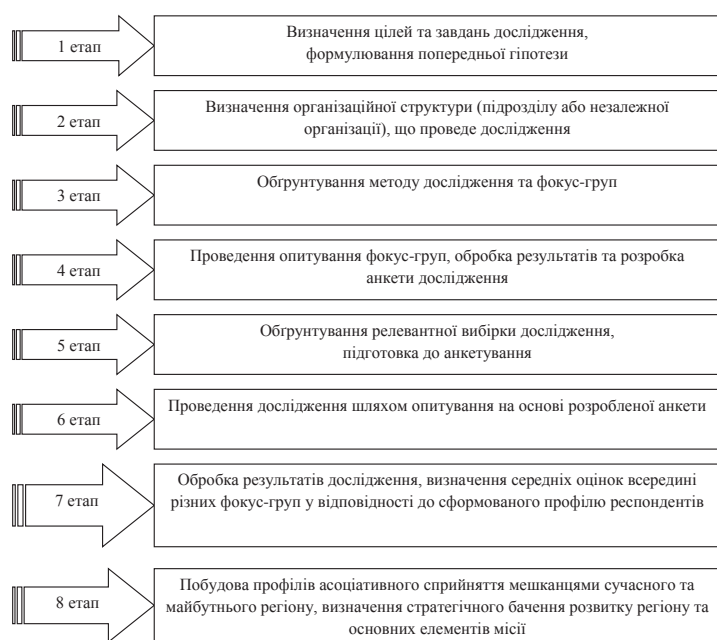 1 етап
Визначення цілей та завдань дослідження,
формулювання попередньої гіпотези
2 етап
Визначення організаційної структури (підрозділу або незалежної
організації), що проведе дослідження
3 етап
Обґрунтування методу дослідження та фокус-груп
4 етап
Проведення опитування фокус-груп, обробка результатів та розробка
анкети дослідження
5 етап
Обґрунтування релевантної вибірки дослідження,
підготовка до анкетування
6 етап
Проведення дослідження шляхом опитування на основі розробленої анкети
7 етап
Обробка результатів дослідження, визначення середніх оцінок всередині
різних фокус-груп у відповідності до сформованого профілю респондентів
8 етап
Побудова профілів асоціативного сприйняття мешканцями сучасного та
майбутнього регіону, визначення стратегічного бачення розвитку регіону та
основних елементів місії